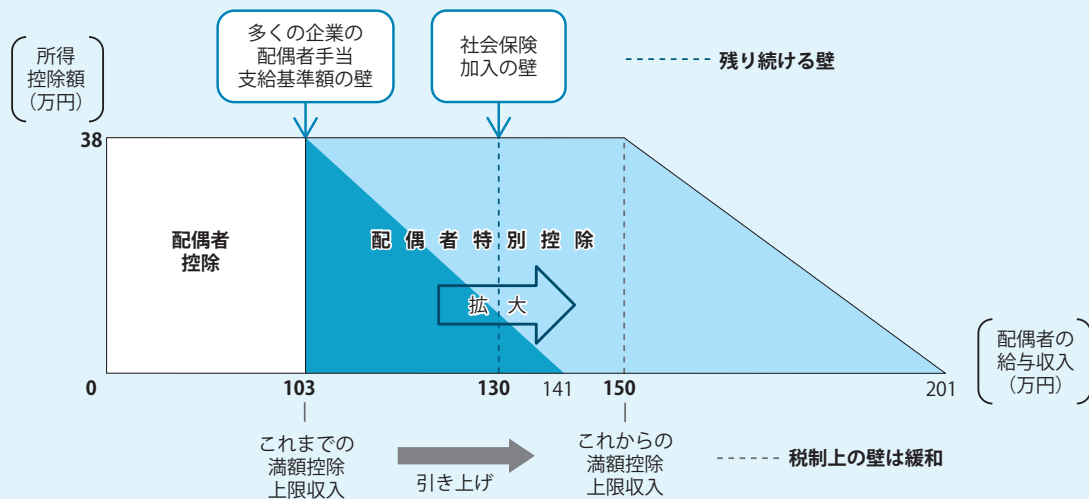 所得
控除額
(万円)
多くの企業の
配偶者手当
支給基準額の壁
社会保険
加入の壁
残り続ける壁
38
配偶者
控除
配偶者特別控除
拡大
0
103
130
141
150
201
配偶者の
給与収入
(万円)
これまでの
満額控除
上限収入
引き上げ
これからの
満額控除
上限収入
税制上の壁は緩和